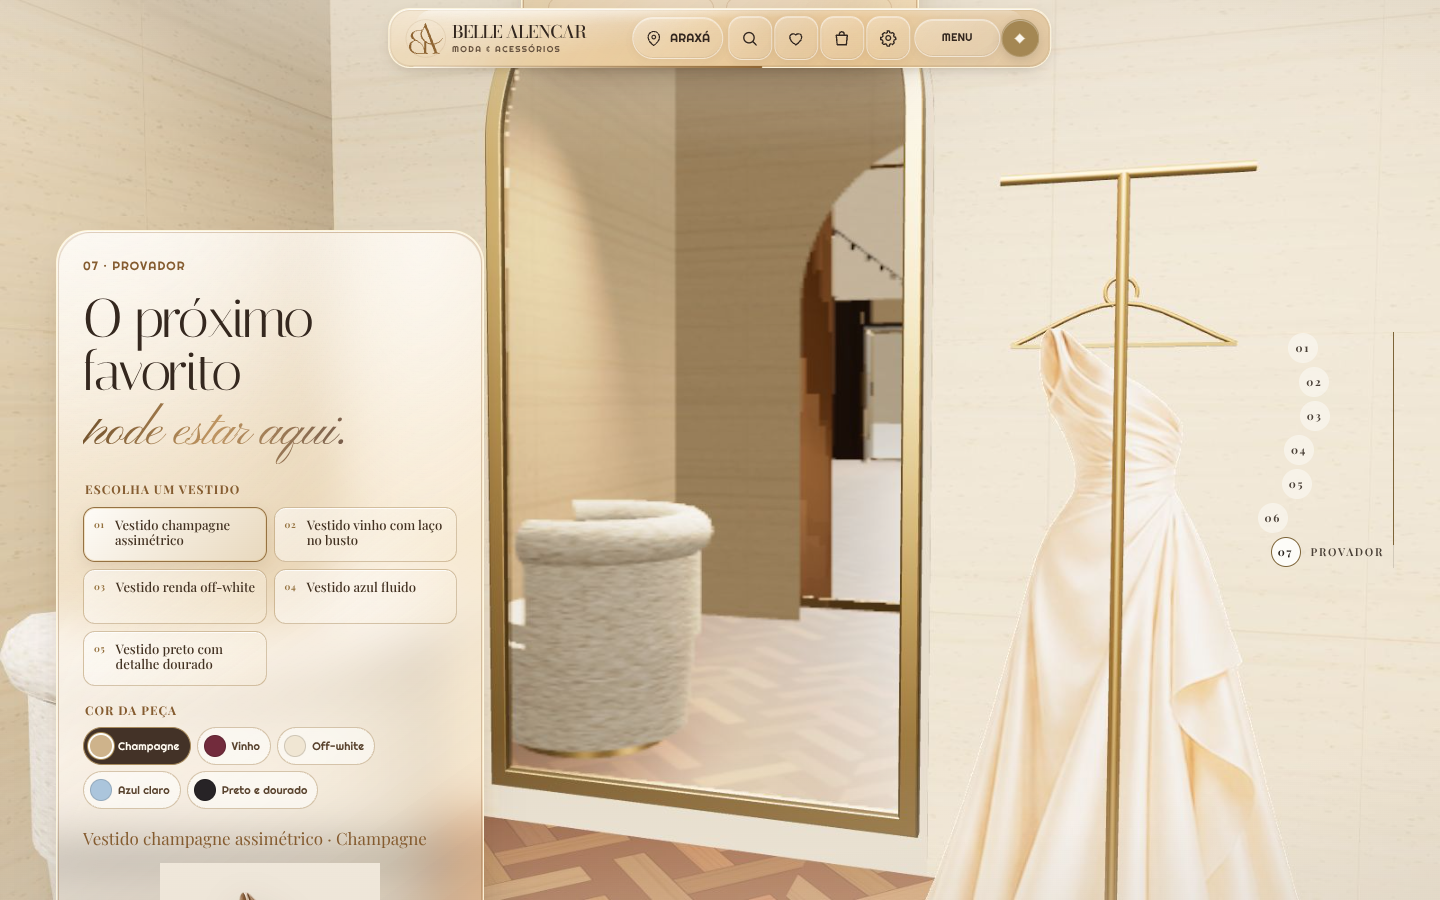 BELLE ALENCAR
MODA E ACESSÓRIOS
ARAXÁ
MENU
07 · PROVADOR
O próximo
favorito
pode estar aqui.
ESCOLHA UM VESTIDO
01 Vestido champagne
assimétrico
02 Vestido vinho com laço
no busto
03 Vestido renda off-white
04 Vestido azul fluido
05 Vestido preto com
detalhe dourado
COR DA PEÇA
Champagne
Vinho
Off-white
Azul claro
Preto e dourado
Vestido champagne assimétrico · Champagne
01
02
03
04
05
06
07 PROVADOR